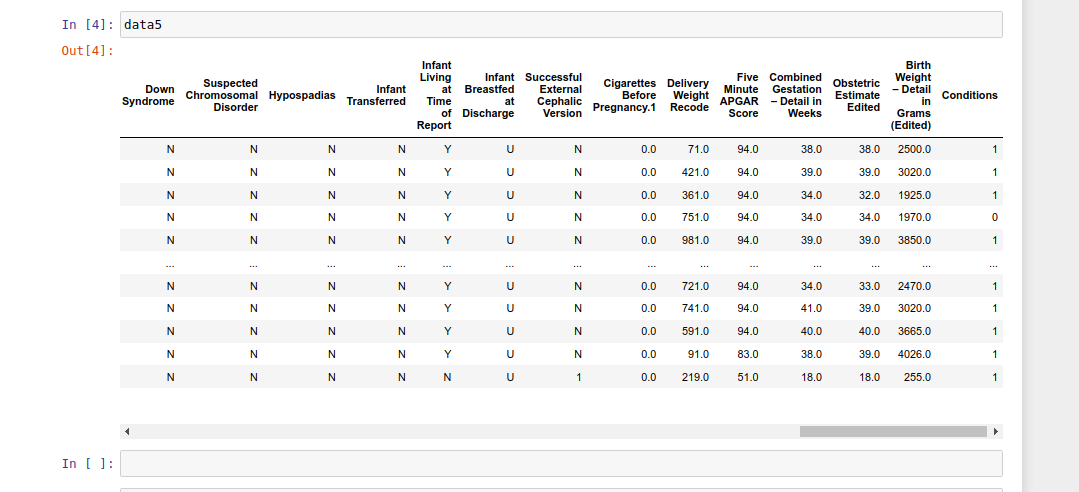 In [4]: data5
Out[4]:
Down Syndrome Suspected Chromosomal Disorder Hypospadias Infant Transferred Infant Living at Time of Report Infant Breastfed at Discharge Successful External Cephalic Version Cigarettes Before Pregnancy.1 Delivery Weight Recode Five Minute APGAR Score Combined Gestation – Detail in Weeks Obstetric Estimate Edited Birth Weight – Detail in Grams (Edited) Conditions
N N N N Y U N 0.0 71.0 94.0 38.0 38.0 2500.0 1
N N N N Y U N 0.0 421.0 94.0 39.0 39.0 3020.0 1
N N N N Y U N 0.0 361.0 94.0 34.0 32.0 1925.0 1
N N N N Y U N 0.0 751.0 94.0 34.0 34.0 1970.0 0
N N N N Y U N 0.0 981.0 94.0 39.0 39.0 3850.0 1
... ... ... ... ... ... ... ... ... ... ... ... ... ...
N N N N Y U N 0.0 721.0 94.0 34.0 33.0 2470.0 1
N N N N Y U N 0.0 741.0 94.0 41.0 39.0 3020.0 1
N N N N Y U N 0.0 591.0 94.0 40.0 40.0 3665.0 1
N N N N Y U N 0.0 91.0 83.0 38.0 39.0 4026.0 1
N N N N N U 1 0.0 219.0 51.0 18.0 18.0 255.0 1
In [ ]: